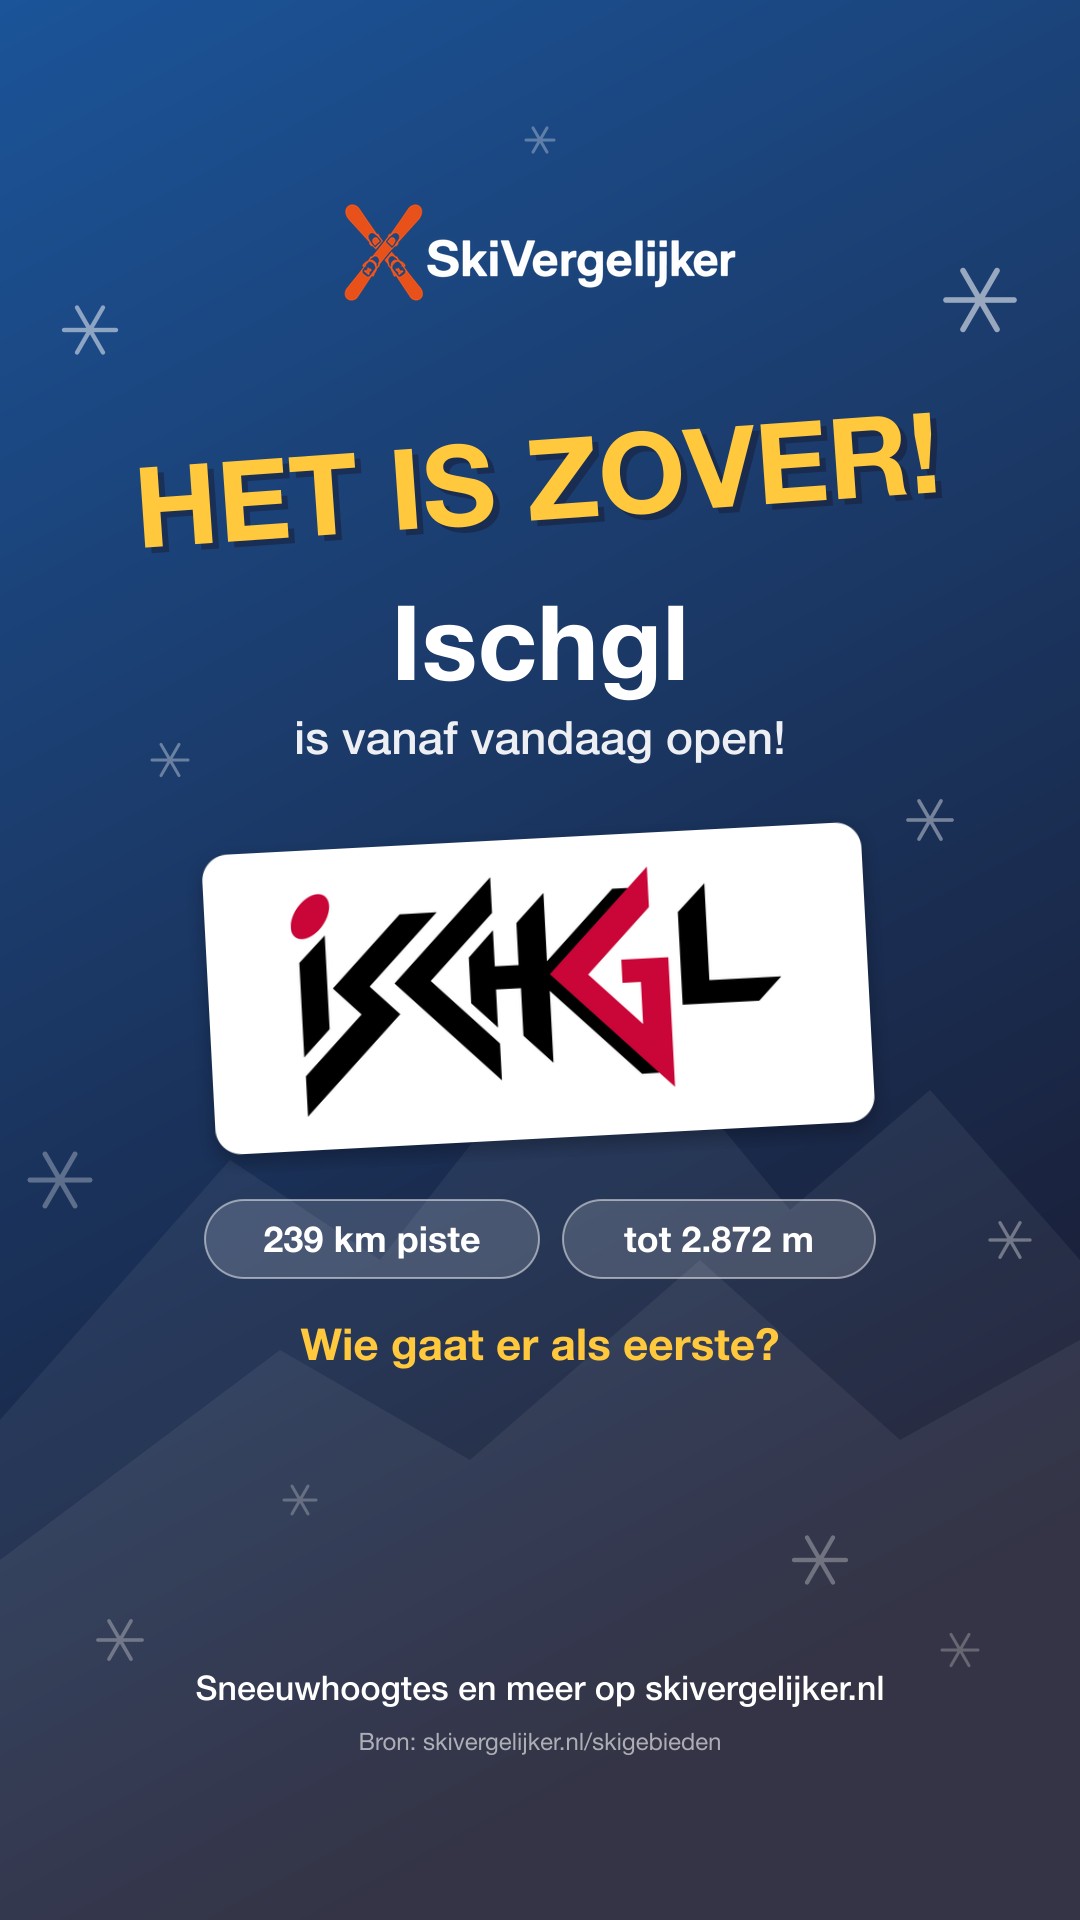 SkiVergelijker
HET IS ZOVER!
Ischgl
is vanaf vandaag open!
iSCHGL
239 km piste
tot 2.872 m
Wie gaat er als eerste?
Sneeuwhoogtes en meer op skivergelijker.nl
Bron: skivergelijker.nl/skigebieden